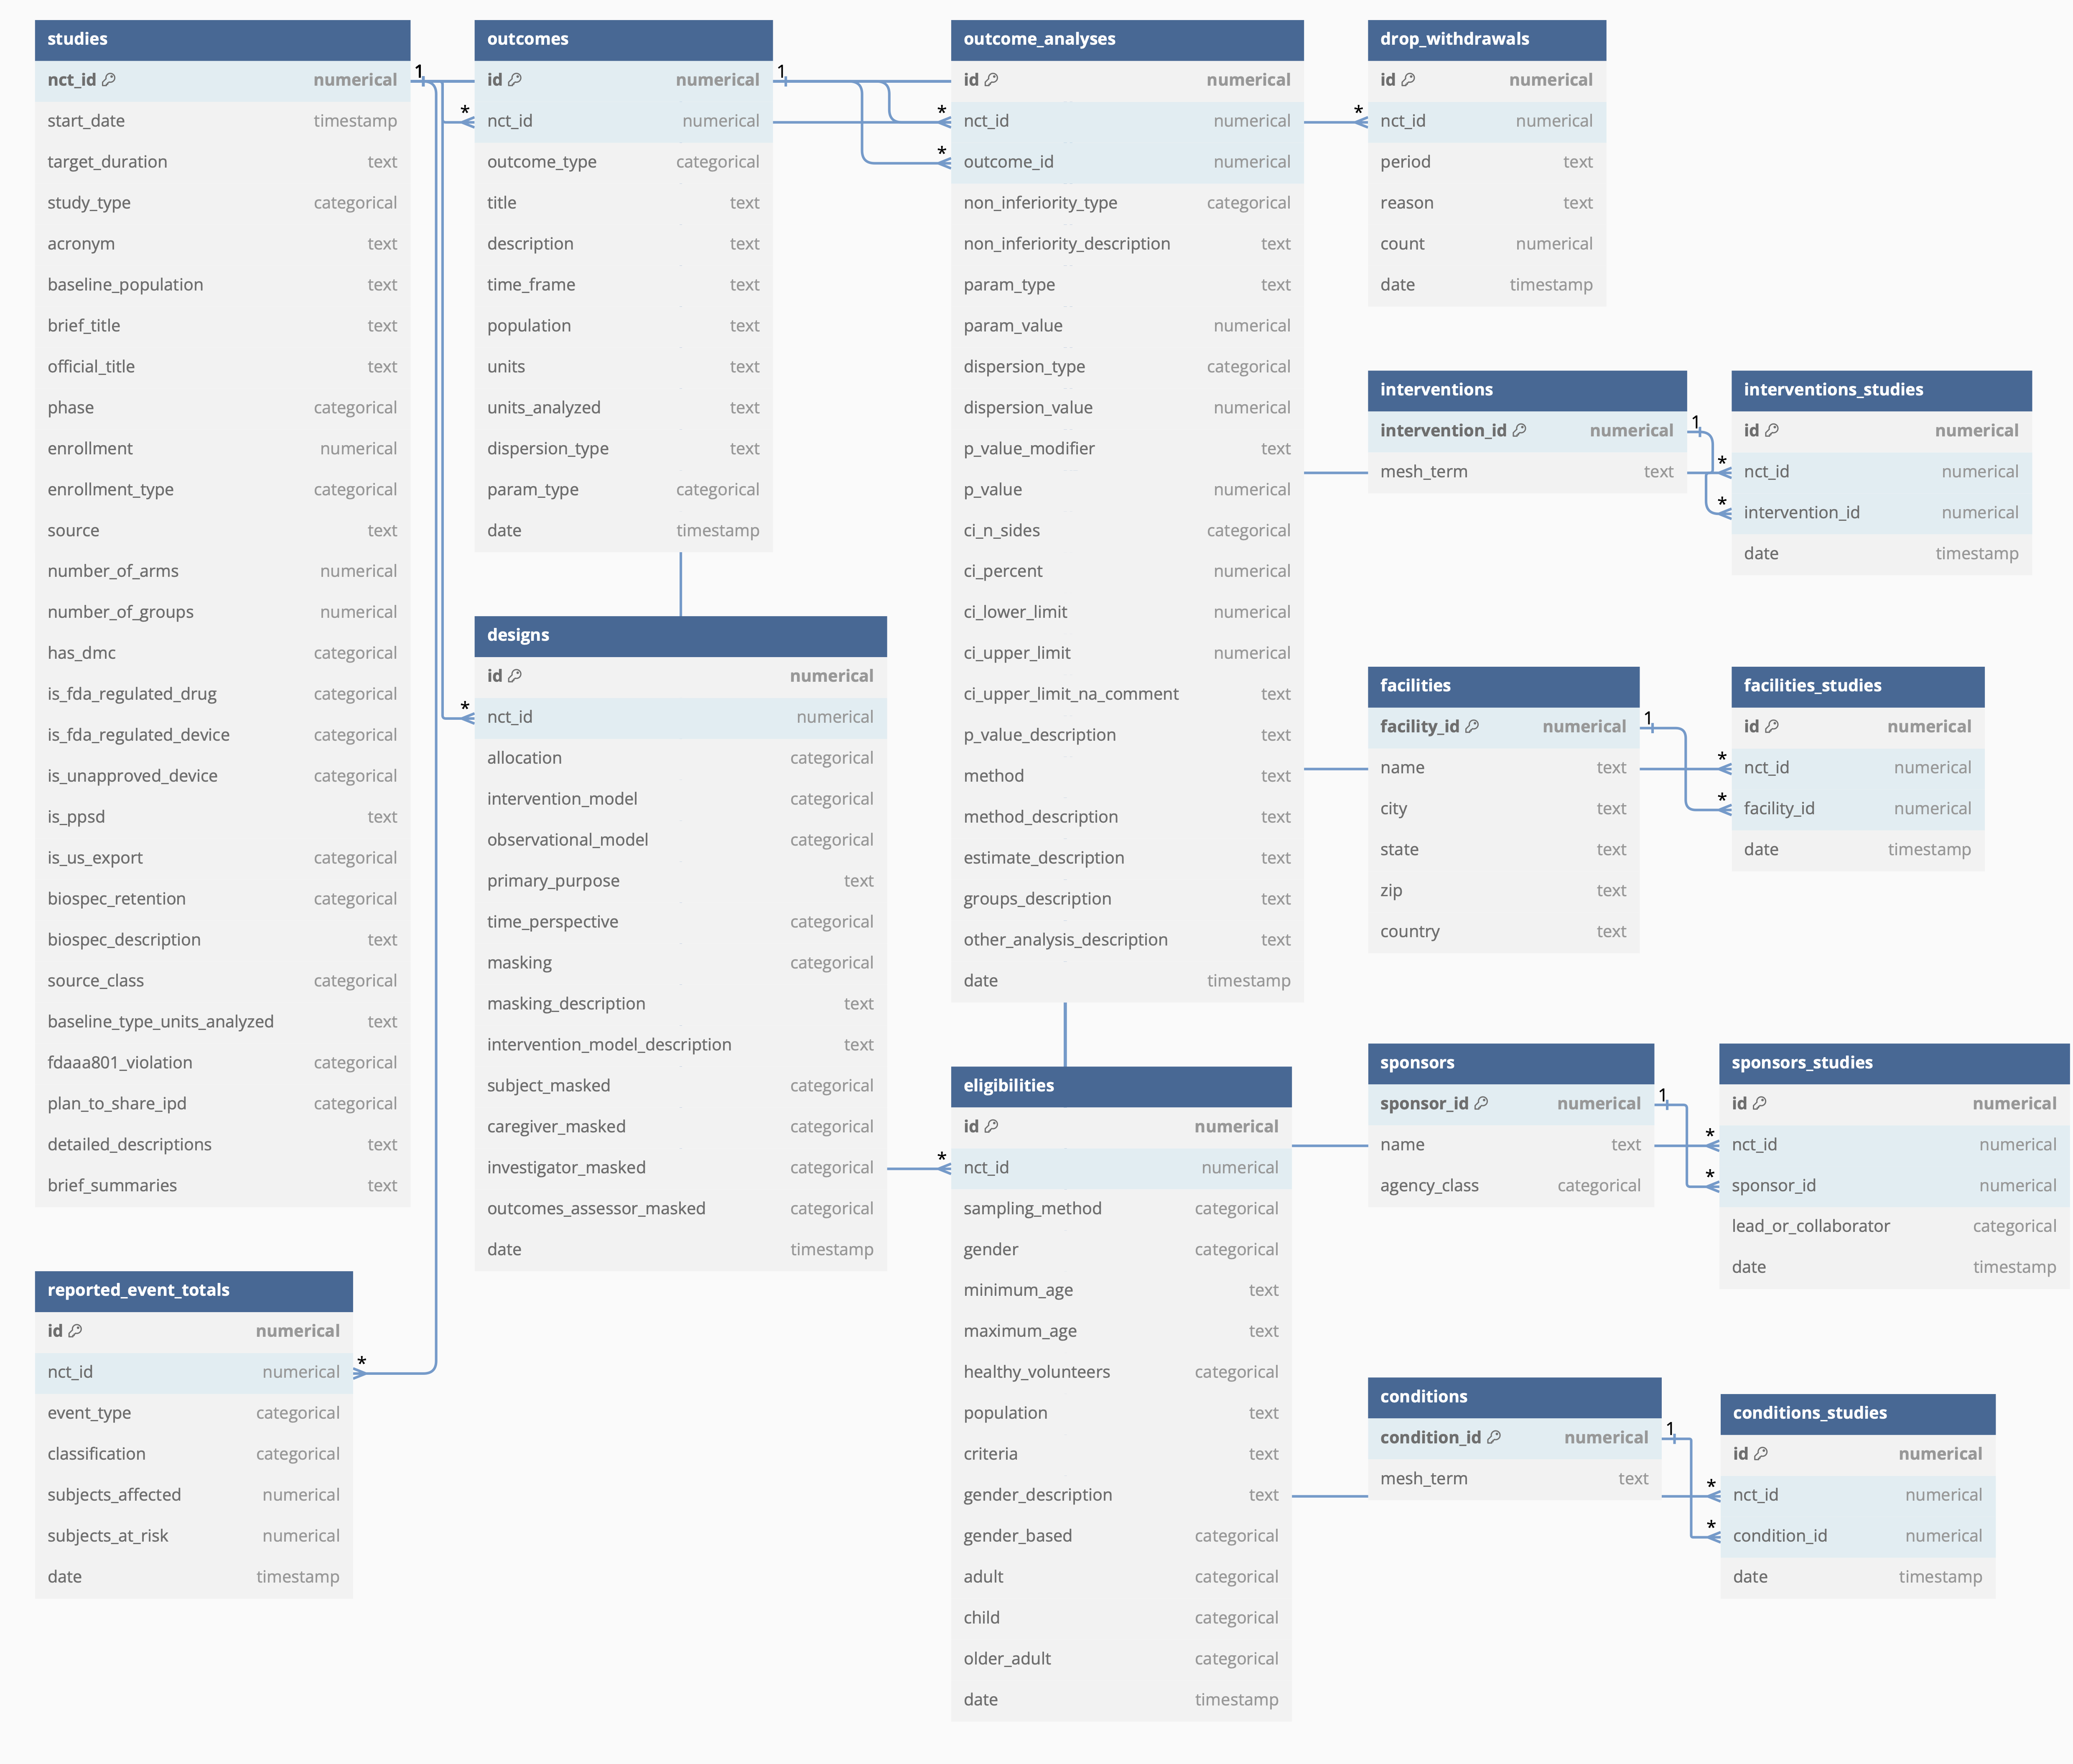 studies
nct_id numerical
start_date timestamp
target_duration text
study_type categorical
acronym text
baseline_population text
brief_title text
official_title text
phase categorical
enrollment numerical
enrollment_type categorical
source text
number_of_arms numerical
number_of_groups numerical
has_dmc categorical
is_fda_regulated_drug categorical
is_fda_regulated_device categorical
is_unapproved_device categorical
is_ppsd text
is_us_export categorical
biospec_retention categorical
biospec_description text
source_class categorical
baseline_type_units_analyzed text
fdaaa801_violation categorical
plan_to_share_ipd categorical
detailed_descriptions text
brief_summaries text
1
reported_event_totals
id numerical
nct_id numerical
*
event_type categorical
classification categorical
subjects_affected numerical
subjects_at_risk numerical
date timestamp
outcomes
id numerical
1
*
nct_id numerical
outcome_type categorical
title text
description text
time_frame text
population text
units text
units_analyzed text
dispersion_type text
param_type categorical
date timestamp
designs
id numerical
*
nct_id numerical
allocation categorical
intervention_model categorical
observational_model categorical
primary_purpose text
time_perspective categorical
masking categorical
masking_description text
intervention_model_description text
subject_masked categorical
caregiver_masked categorical
investigator_masked categorical
outcomes_assessor_masked categorical
date timestamp
outcome_analyses
id numerical
*
nct_id numerical
*
outcome_id numerical
non_inferiority_type categorical
non_inferiority_description text
param_type text
param_value numerical
dispersion_type categorical
dispersion_value numerical
p_value_modifier text
p_value numerical
ci_n_sides categorical
ci_percent numerical
ci_lower_limit numerical
ci_upper_limit numerical
ci_upper_limit_na_comment text
p_value_description text
method text
method_description text
estimate_description text
groups_description text
other_analysis_description text
date timestamp
eligibilities
id numerical
*
nct_id numerical
sampling_method categorical
gender categorical
minimum_age text
maximum_age text
healthy_volunteers categorical
population text
criteria text
gender_description text
gender_based categorical
adult categorical
child categorical
older_adult categorical
date timestamp
drop_withdrawals
id numerical
*
nct_id numerical
period text
reason text
count numerical
date timestamp
interventions
intervention_id numerical
1
mesh_term text
interventions_studies
id numerical
*
nct_id numerical
*
intervention_id numerical
date timestamp
facilities
facility_id numerical
1
name text
city text
state text
zip text
country text
facilities_studies
id numerical
*
nct_id numerical
*
facility_id numerical
date timestamp
sponsors
sponsor_id numerical
1
name text
agency_class categorical
sponsors_studies
id numerical
*
nct_id numerical
*
sponsor_id numerical
lead_or_collaborator categorical
date timestamp
conditions
condition_id numerical
1
mesh_term text
conditions_studies
id numerical
*
nct_id numerical
*
condition_id numerical
date timestamp